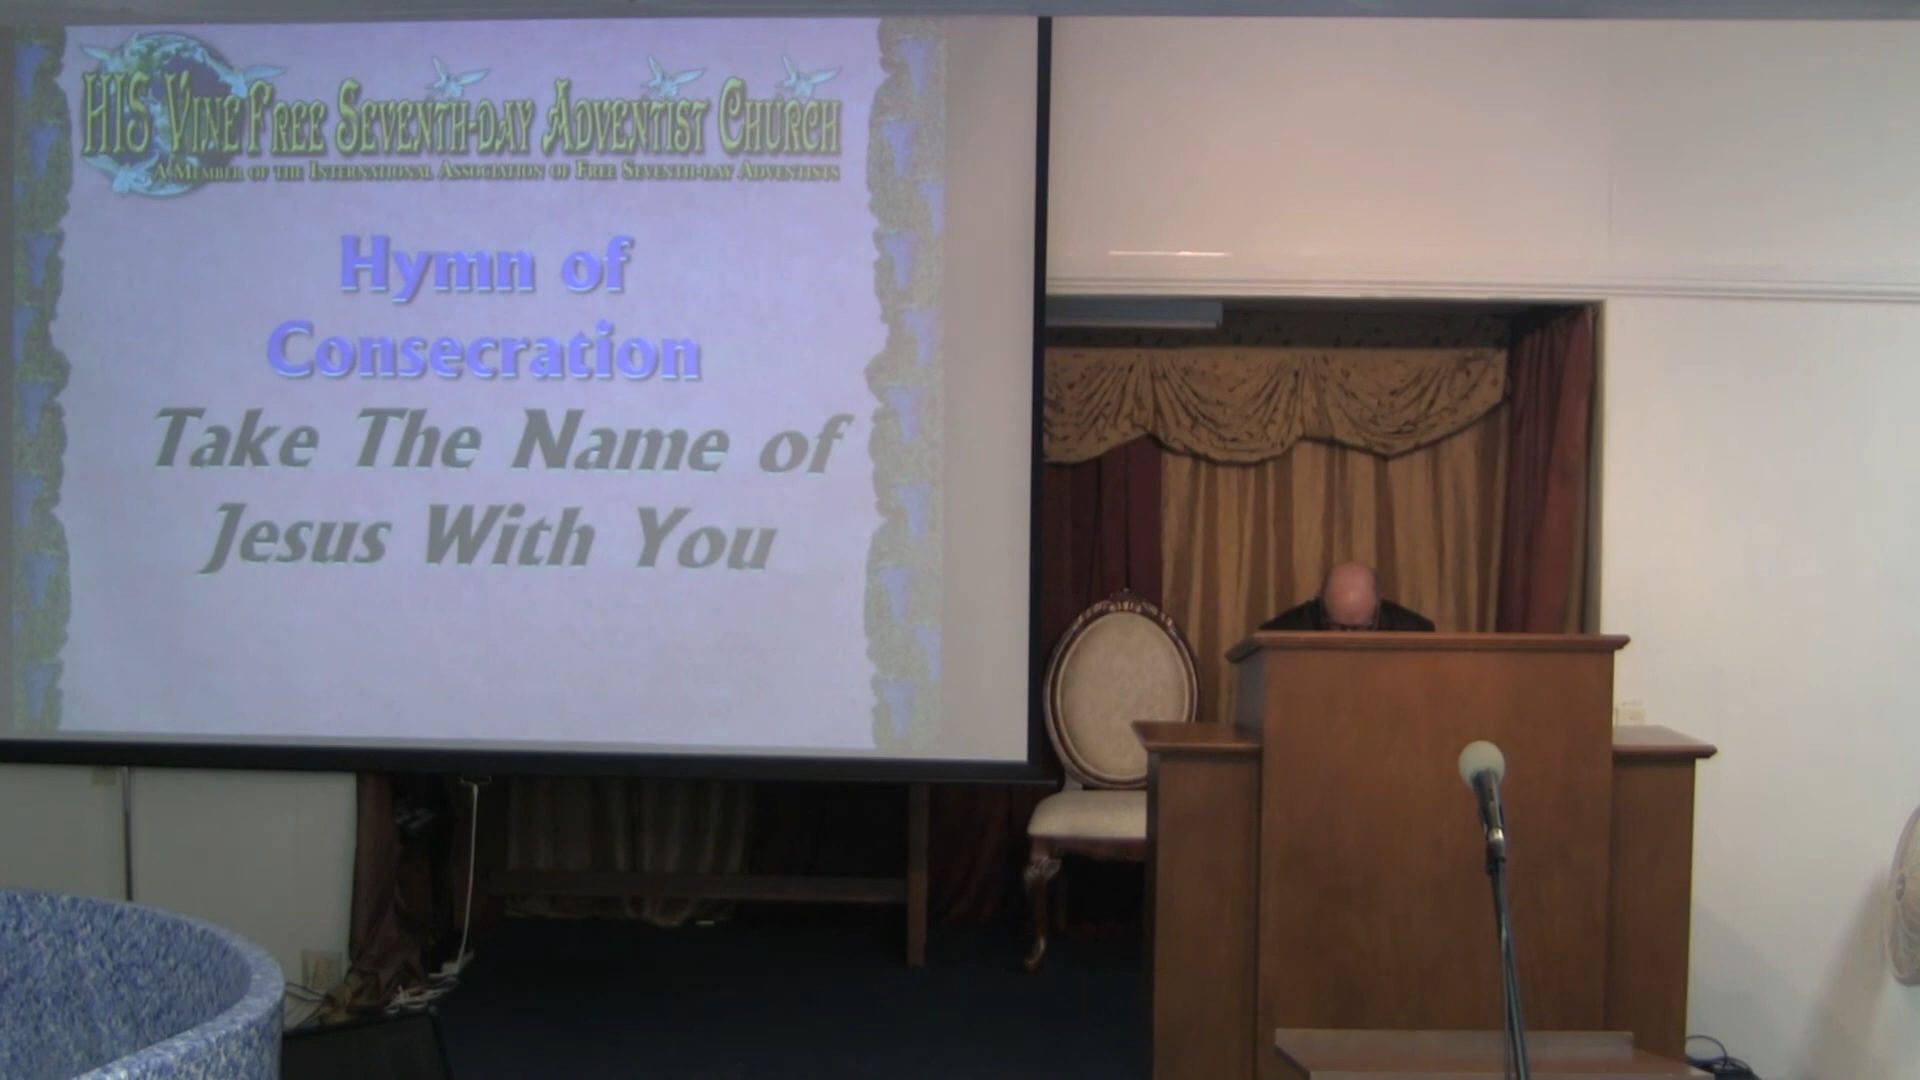 HIS VINE FREE SEVENTH-DAY ADVENTIST CHURCH
A MEMBER OF THE INTERNATIONAL ASSOCIATION OF FREE SEVENTH-DAY ADVENTISTS
Hymn of
Consecration
Take The Name of
Jesus With You